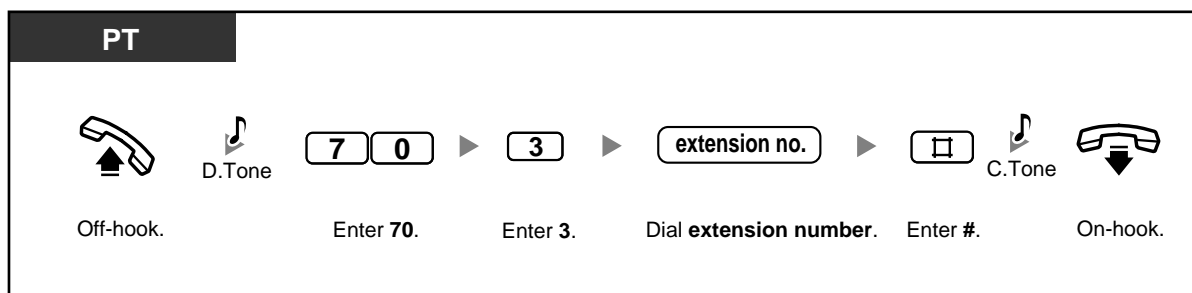 PT
7 0 3 extension no. #
D.Tone C.Tone
Off-hook. Enter 70. Enter 3. Dial extension number. Enter #. On-hook.